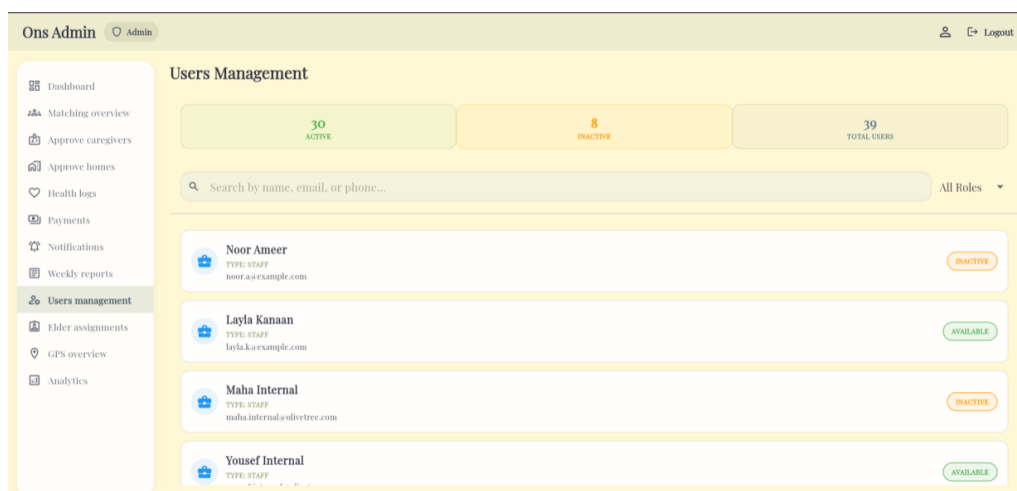 Ons Admin Admin Logout
Users Management
Dashboard
Matching overview
Approve caregivers
Approve homes
Health logs
Payments
Notifications
Weekly reports
Users management
Elder assignments
GPS overview
Analytics
30
ACTIVE
8
INACTIVE
39
TOTAL USERS
Search by name, email, or phone...
All Roles
Noor Ameer
TYPE: STAFF
noor.a@example.com
INACTIVE
Layla Kanaan
TYPE: STAFF
layla.k@example.com
AVAILABLE
Maha Internal
TYPE: STAFF
maha.internal@olivetree.com
INACTIVE
Yousef Internal
TYPE: STAFF
AVAILABLE